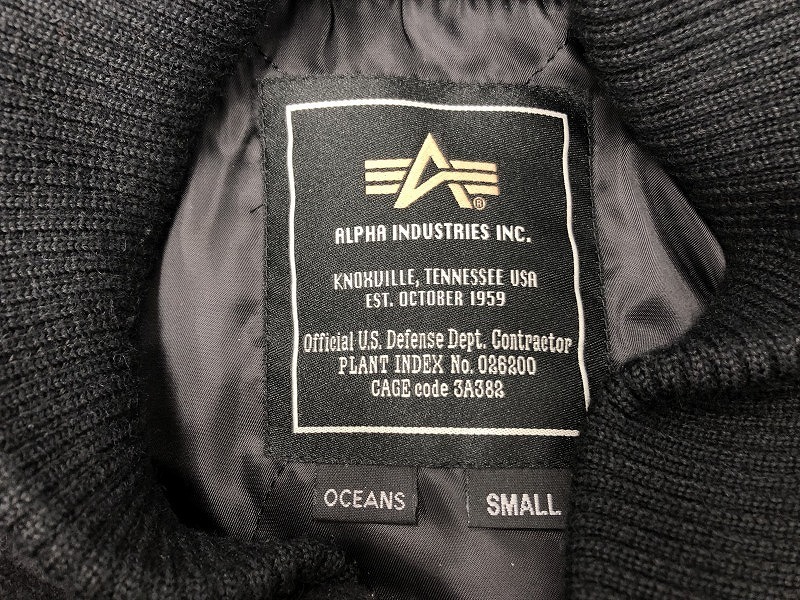 ®
ALPHA INDUSTRIES INC.
KNOXVILLE, TENNESSEE USA
EST. OCTOBER 1959
Official U.S. Defense Dept. Contractor
PLANT INDEX No. 026200
CAGE code 3A382
OCEANS
SMALL